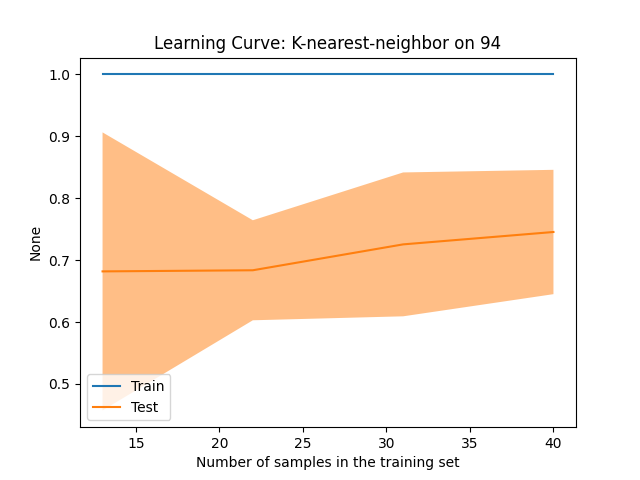 Learning Curve: K-nearest-neighbor on 94
1.0
0.9
0.8
0.7
0.6
0.5
None
Train
Test
15
20
25
30
35
40
Number of samples in the training set